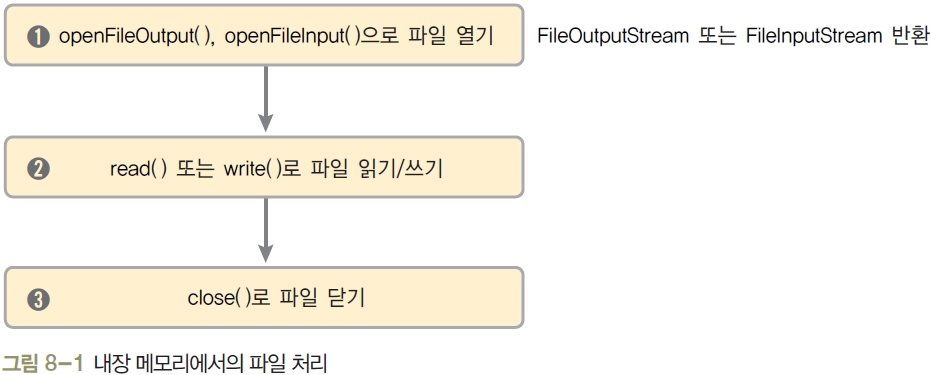 ❶ openFileOutput( ), openFileInput( )으로 파일 열기 FileOutputStream 또는 FileInputStream 반환
❷ read( ) 또는 write( )로 파일 읽기/쓰기
❸ close( )로 파일 닫기
그림 8-1 내장 메모리에서의 파일 처리